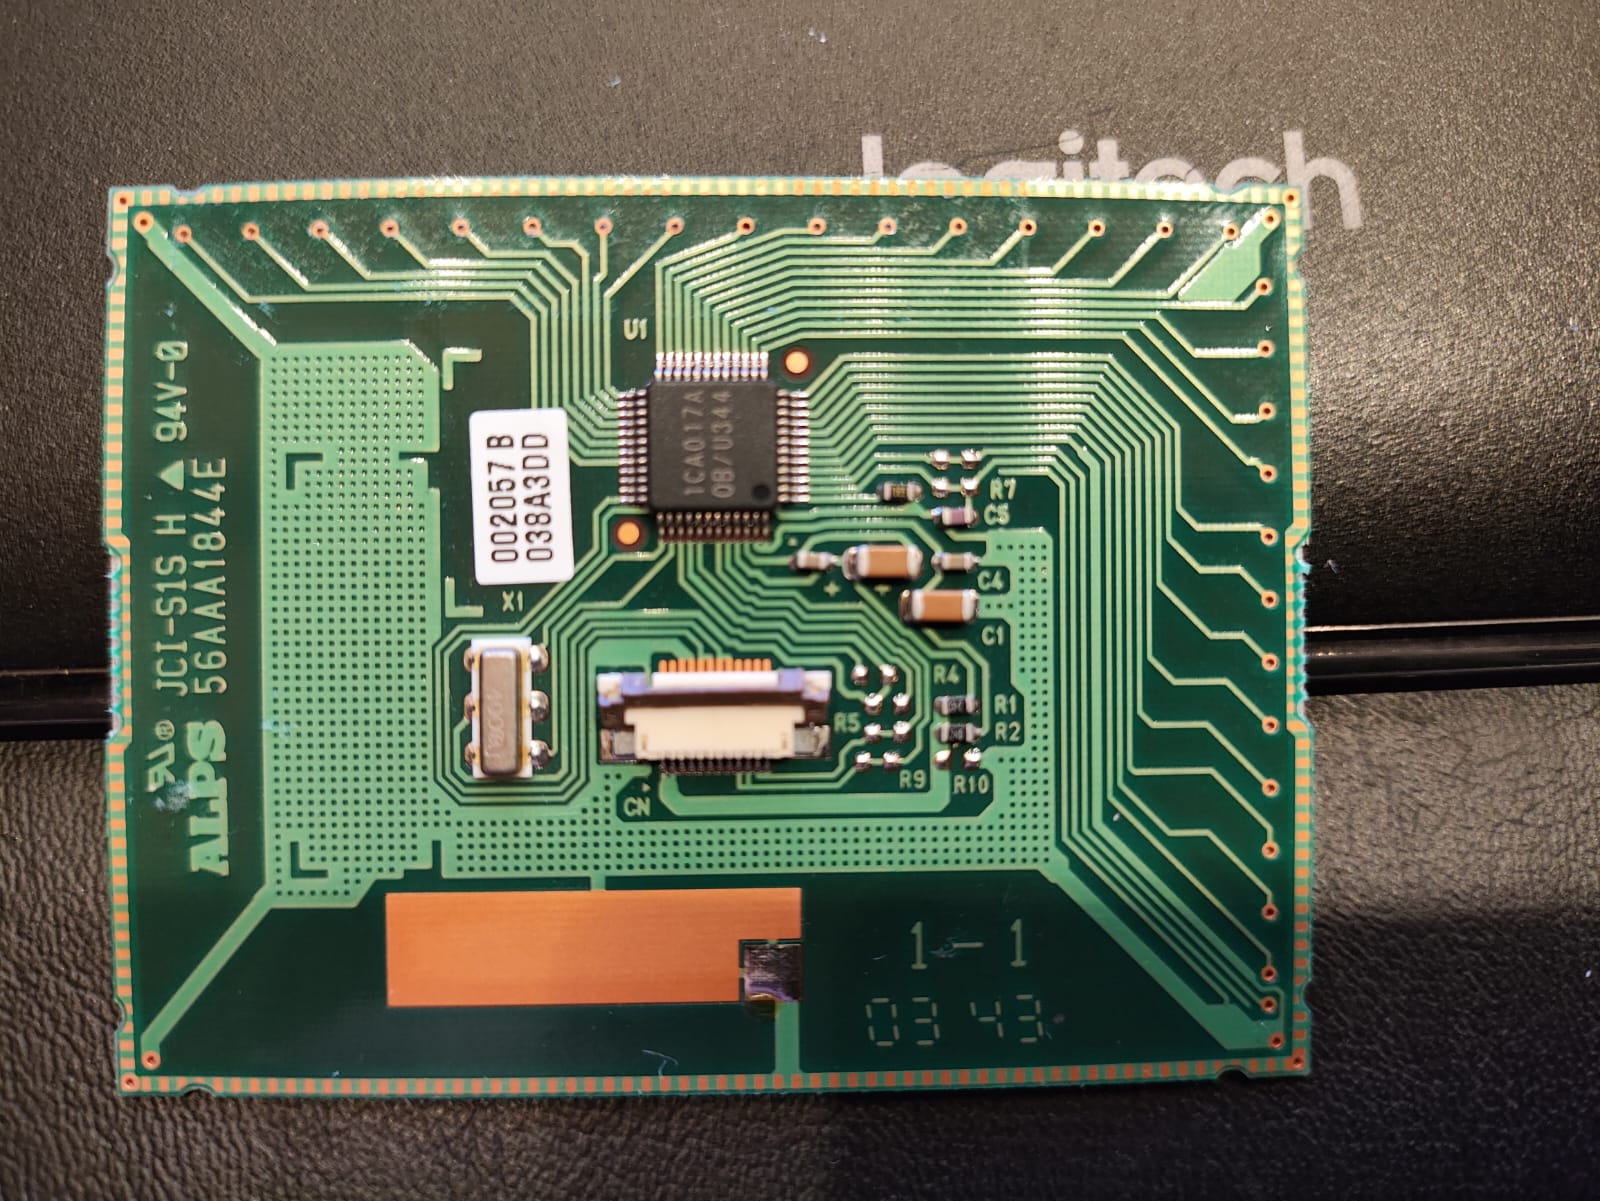 logitech
U1
1CA017A
0B/U344
002057 B
038A3DD
JCI-S1S H ▲ 94V-0
56AAA1844E
ALPS
X1
R7
C5
C4
C1
R4
R1
R5
R2
R9
R10
CN
1-1
03 43